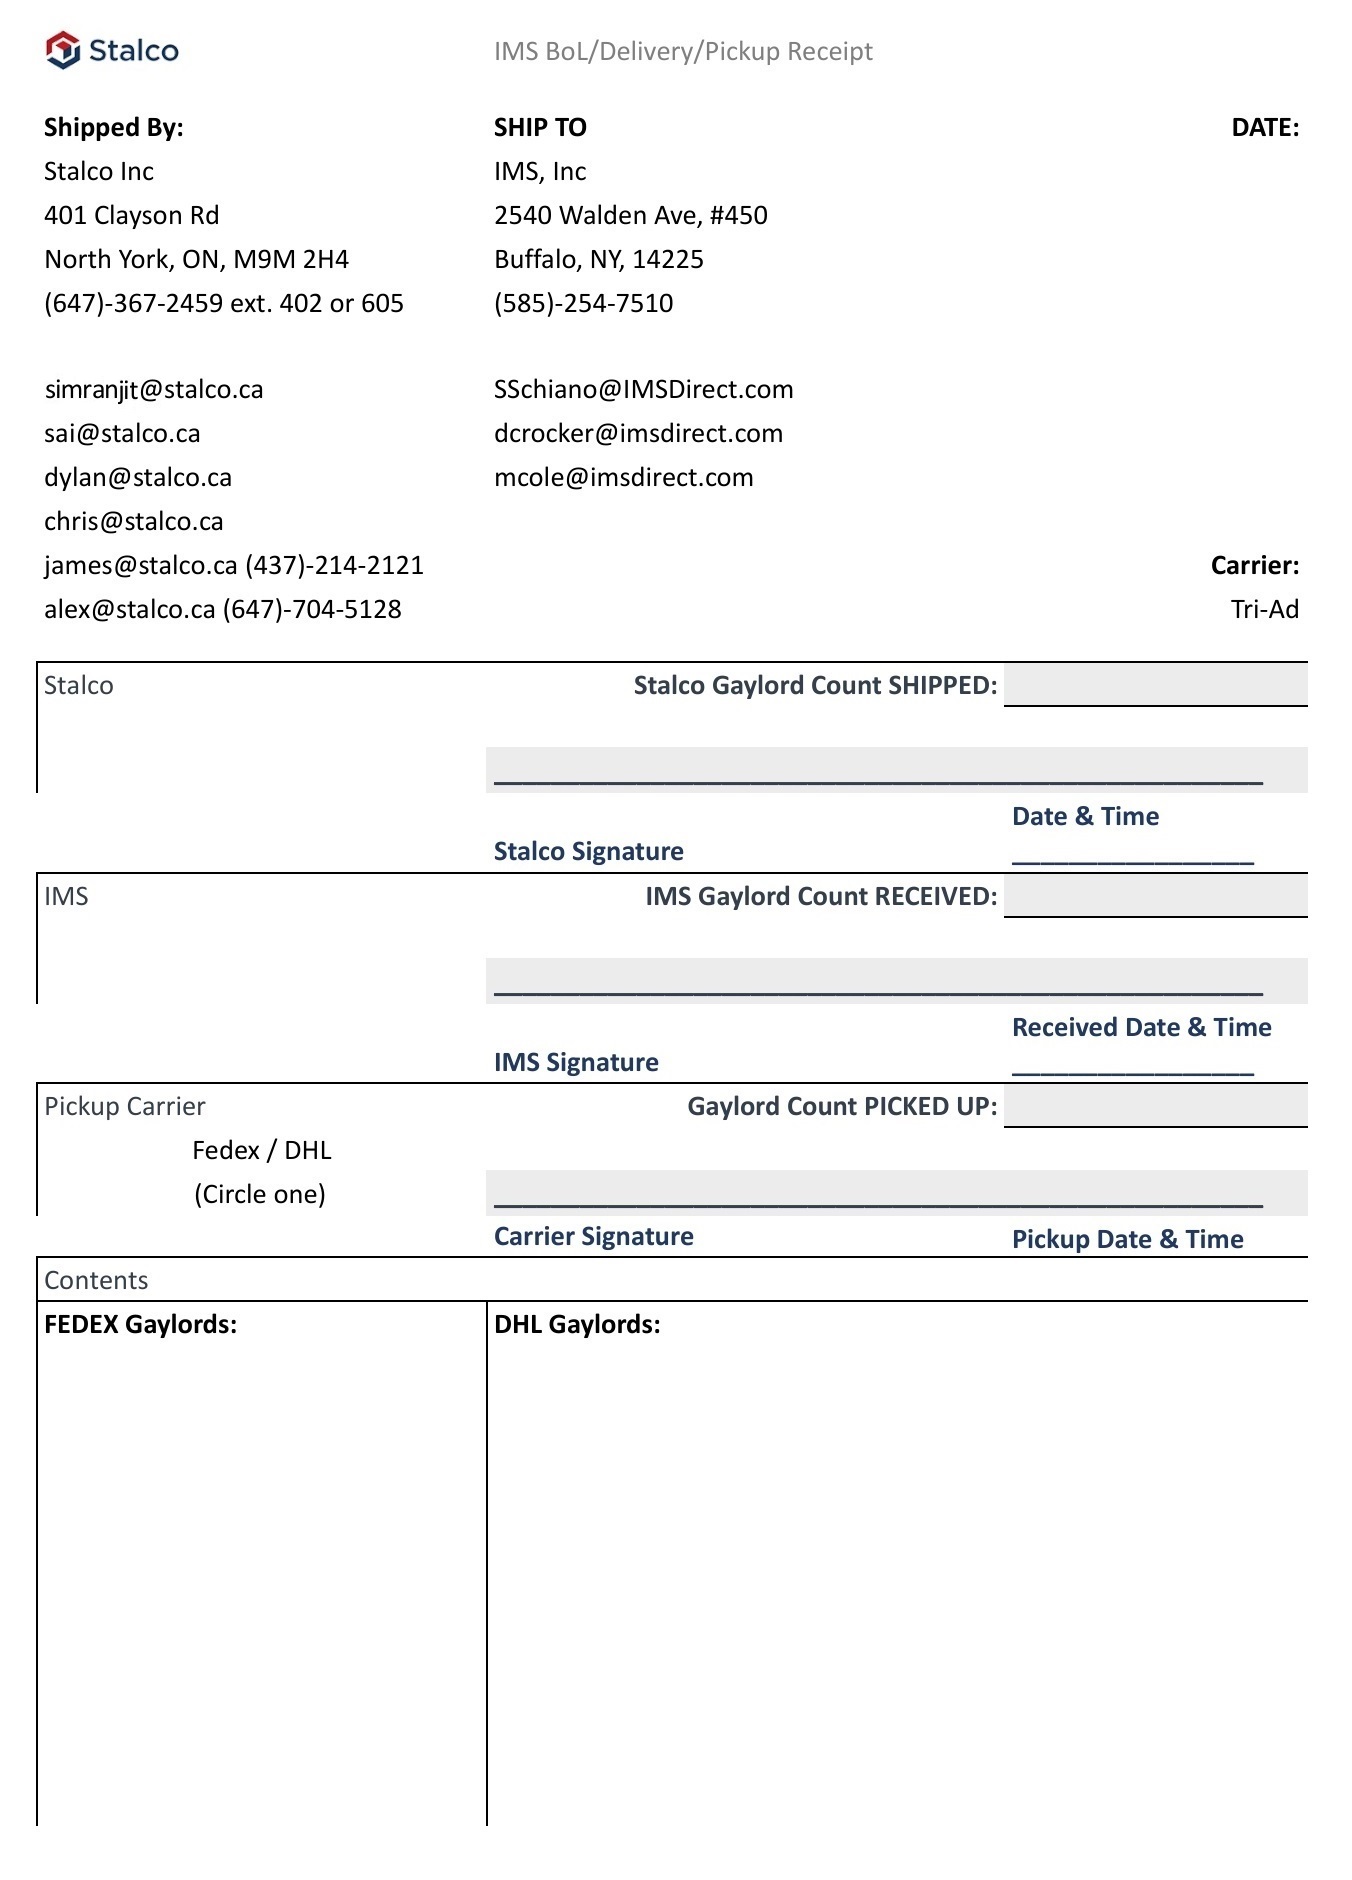 Stalco
IMS BoL/Delivery/Pickup Receipt
Shipped By:
SHIP TO
DATE:
Stalco Inc
IMS, Inc
401 Clayson Rd
2540 Walden Ave, #450
North York, ON, M9M 2H4
Buffalo, NY, 14225
(647)-367-2459 ext. 402 or 605
(585)-254-7510
simranjit@stalco.ca
SSchiano@IMSDirect.com
sai@stalco.ca
dcrocker@imsdirect.com
dylan@stalco.ca
mcole@imsdirect.com
chris@stalco.ca
james@stalco.ca (437)-214-2121
Carrier:
alex@stalco.ca (647)-704-5128
Tri-Ad
Stalco
Stalco Gaylord Count SHIPPED:
Date & Time
Stalco Signature
IMS
IMS Gaylord Count RECEIVED:
Received Date & Time
IMS Signature
Pickup Carrier
Gaylord Count PICKED UP:
Fedex / DHL
(Circle one)
Carrier Signature
Pickup Date & Time
Contents
FEDEX Gaylords:
DHL Gaylords: